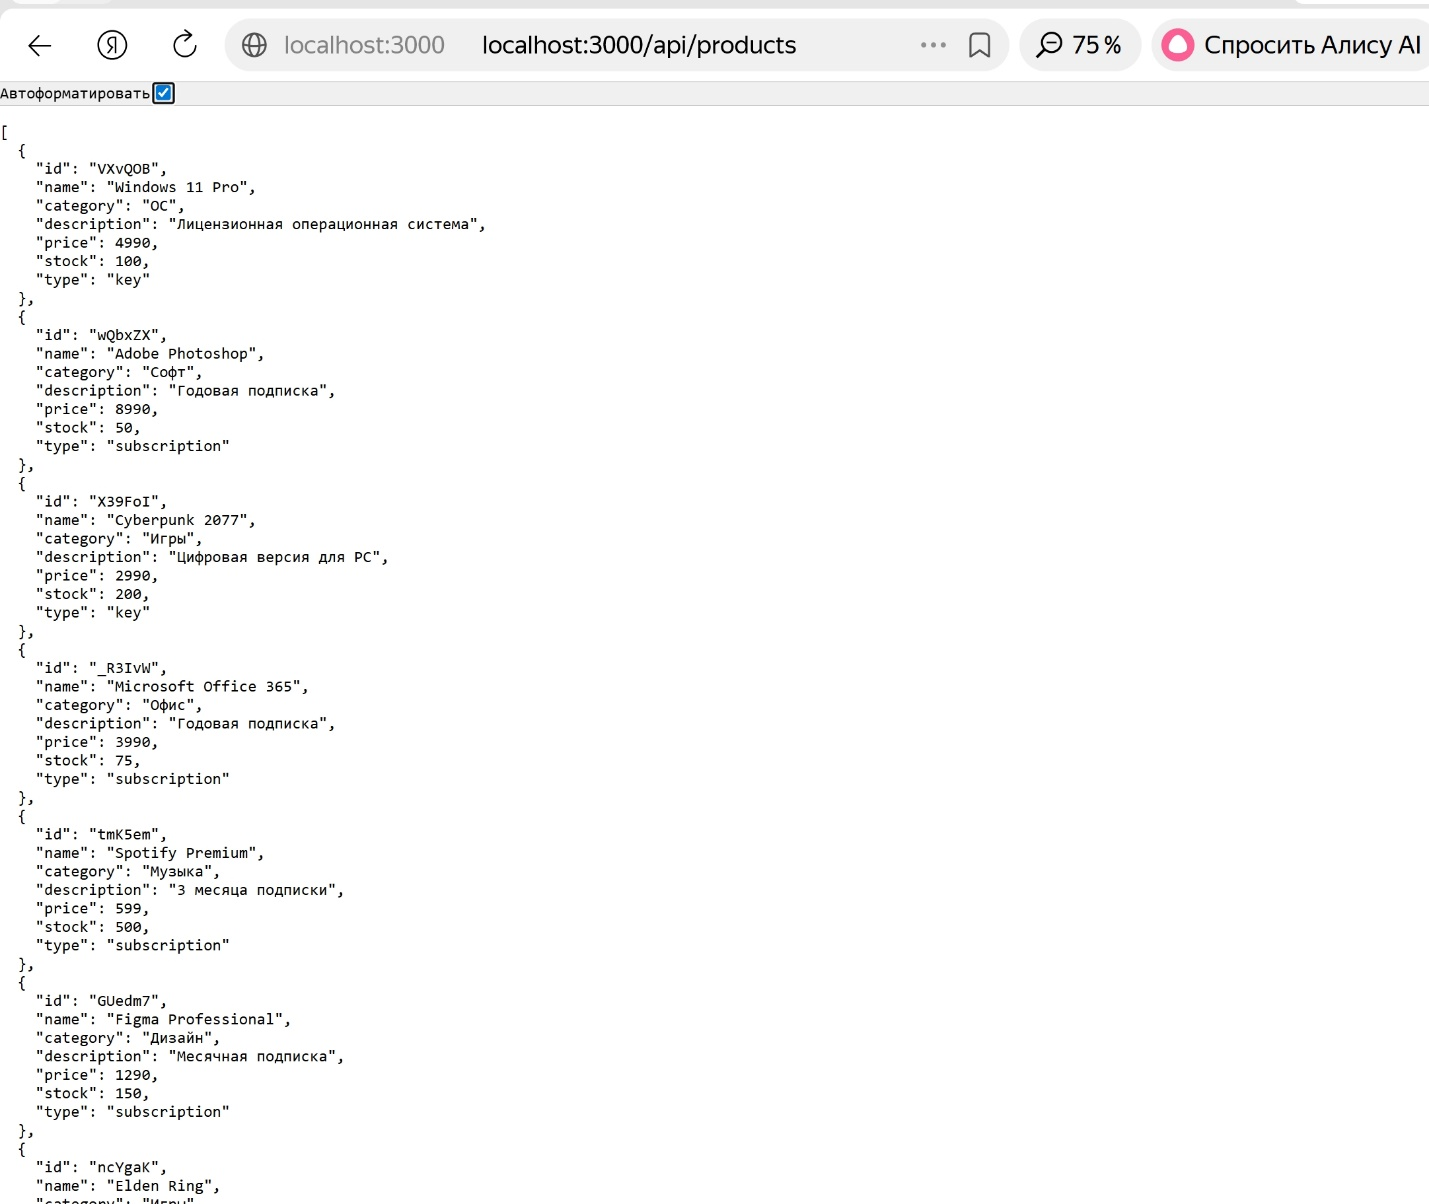 localhost:3000 localhost:3000/api/products ... 75 % Спросить Алису AI
Автоформатировать
[
  {
    "id": "VXvQOB",
    "name": "Windows 11 Pro",
    "category": "ОС",
    "description": "Лицензионная операционная система",
    "price": 4990,
    "stock": 100,
    "type": "key"
  },
  {
    "id": "wQbxZX",
    "name": "Adobe Photoshop",
    "category": "Софт",
    "description": "Годовая подписка",
    "price": 8990,
    "stock": 50,
    "type": "subscription"
  },
  {
    "id": "X39FoI",
    "name": "Cyberpunk 2077",
    "category": "Игры",
    "description": "Цифровая версия для PC",
    "price": 2990,
    "stock": 200,
    "type": "key"
  },
  {
    "id": "_R3IvW",
    "name": "Microsoft Office 365",
    "category": "Офис",
    "description": "Годовая подписка",
    "price": 3990,
    "stock": 75,
    "type": "subscription"
  },
  {
    "id": "tmK5em",
    "name": "Spotify Premium",
    "category": "Музыка",
    "description": "3 месяца подписки",
    "price": 599,
    "stock": 500,
    "type": "subscription"
  },
  {
    "id": "GUedm7",
    "name": "Figma Professional",
    "category": "Дизайн",
    "description": "Месячная подписка",
    "price": 1290,
    "stock": 150,
    "type": "subscription"
  },
  {
    "id": "ncYgaK",
    "name": "Elden Ring",
    "category": "Игры"